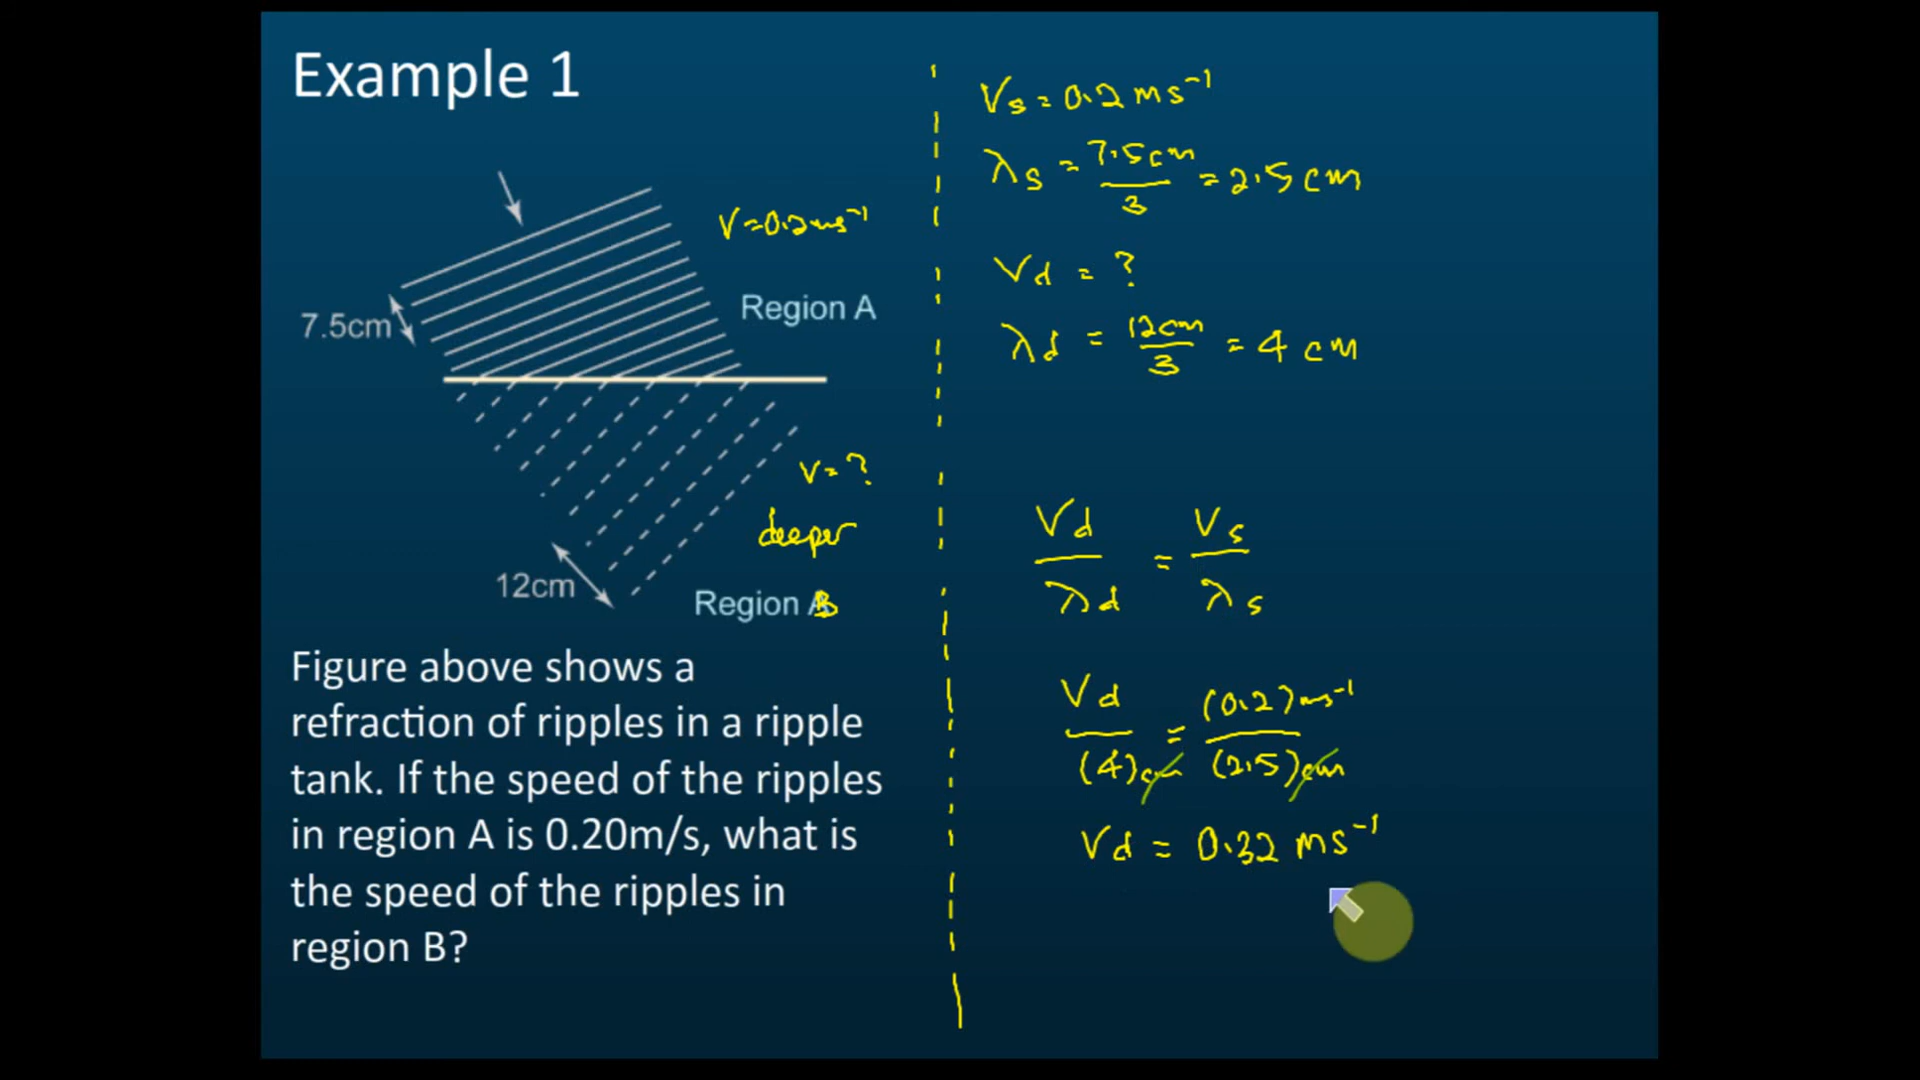 Example 1
V=0.2ms⁻¹
Region A
7.5cm
V=?
deeper
12cm
Region B
Figure above shows a
refraction of ripples in a ripple
tank. If the speed of the ripples
in region A is 0.20m/s, what is
the speed of the ripples in
region B?
Vs = 0.2 ms⁻¹
λs = 7.5cm/3 = 2.5 cm
Vd = ?
λd = 12cm/3 = 4 cm
Vd/λd = Vs/λs
Vd/(4)cm = (0.2)ms⁻¹/(2.5)cm
Vd = 0.32 ms⁻¹